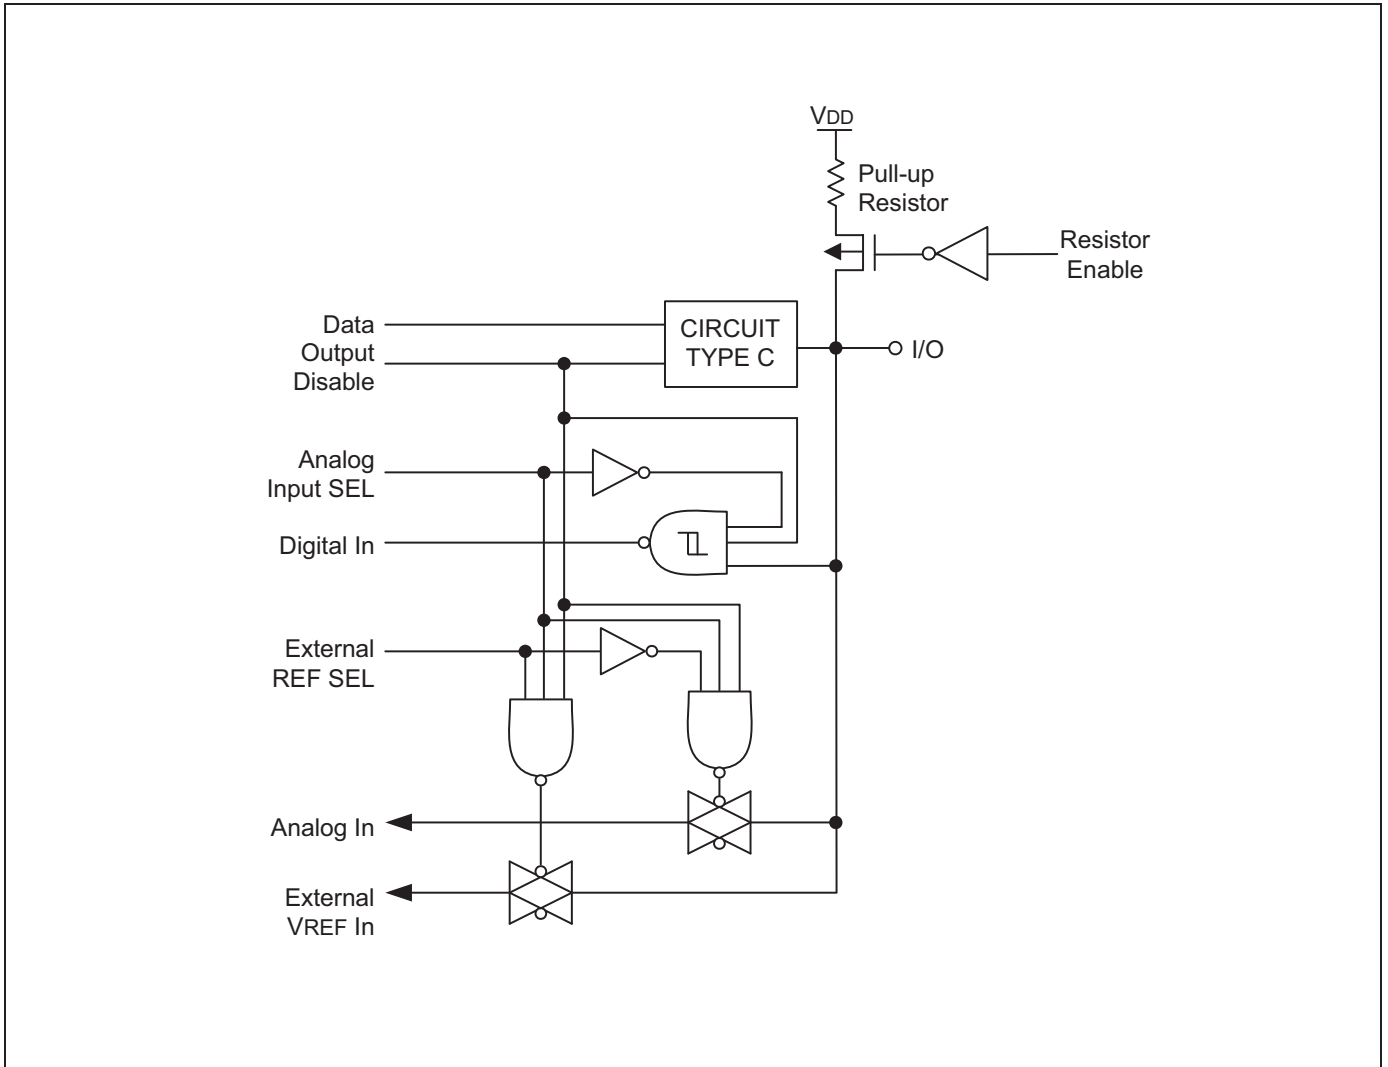 VDD
Pull-up
Resistor
Resistor
Enable
Data
Output
Disable
CIRCUIT
TYPE C
I/O
Analog
Input SEL
Digital In
External
REF SEL
Analog In
External
VREF In